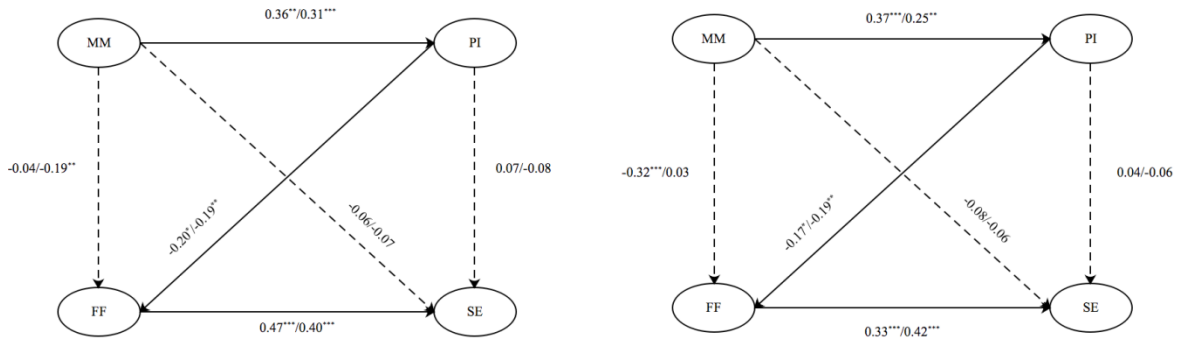 0.36**/0.31***
MM
PI
-0.04/-0.19**
0.07/-0.08
-0.20*/-0.19**
-0.06/-0.07
FF
SE
0.47***/0.40***
0.37***/0.25**
MM
PI
-0.32***/0.03
0.04/-0.06
-0.17*/-0.19**
-0.08/-0.06
FF
SE
0.33***/0.42***